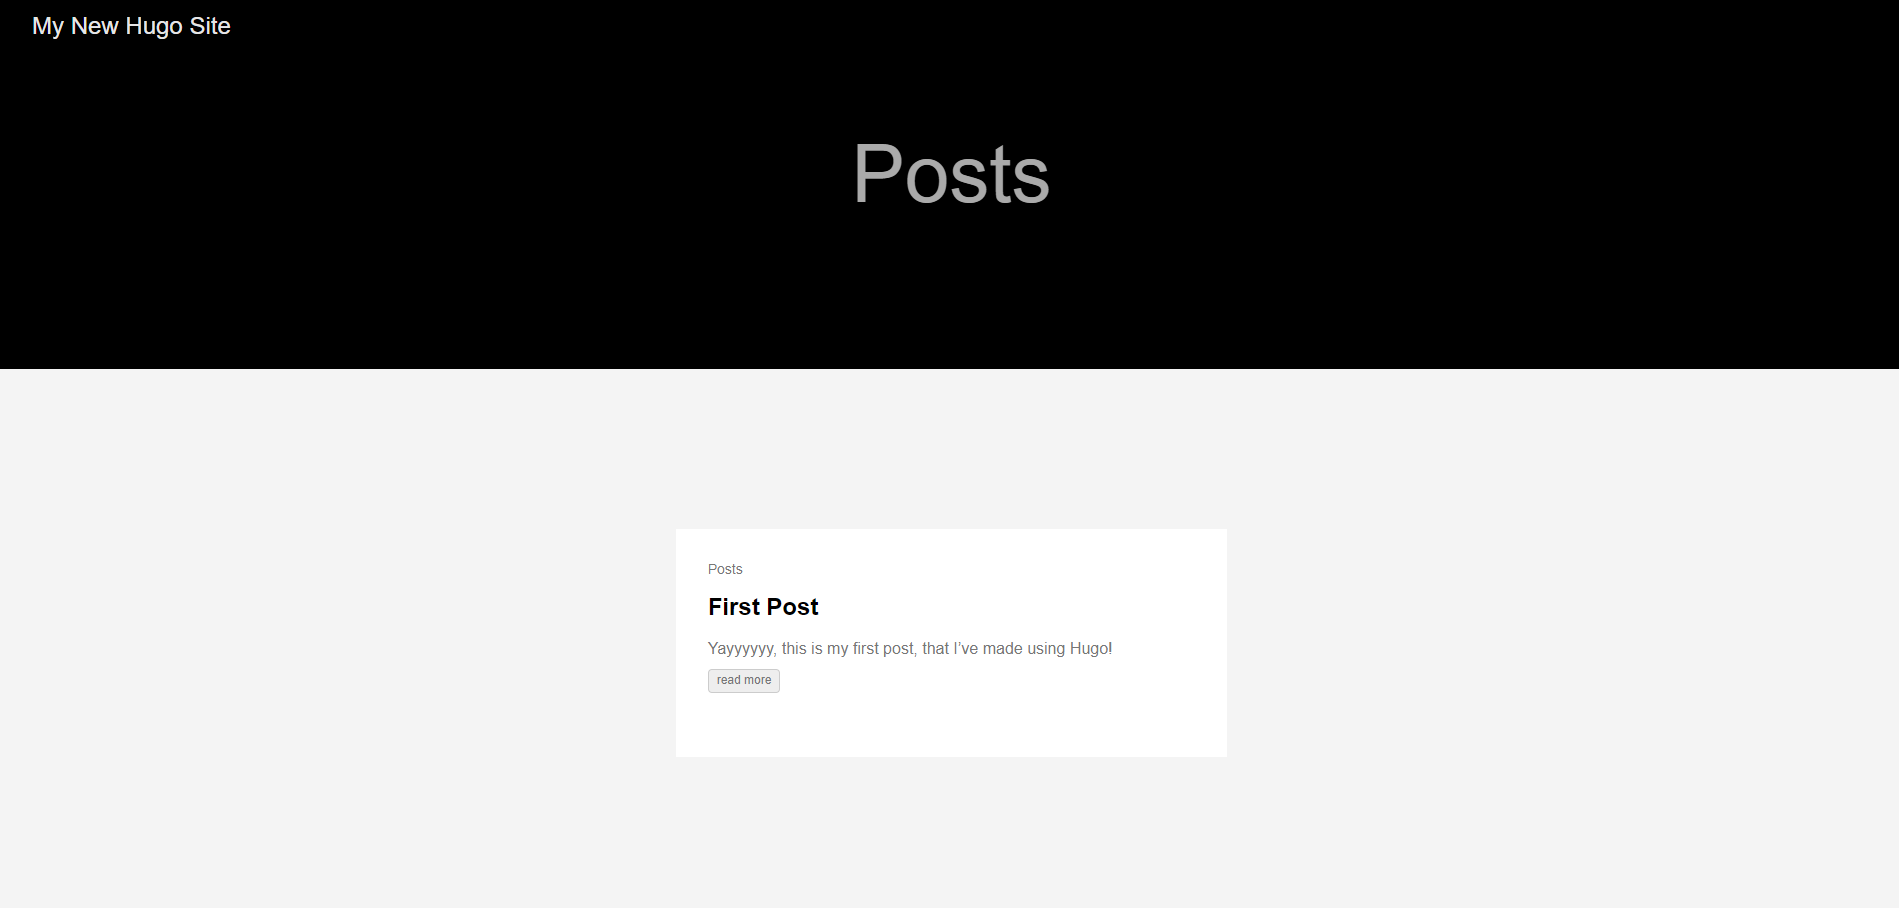 My New Hugo Site
Posts
Posts
First Post
Yayyyyyy, this is my first post, that I’ve made using Hugo!
read more